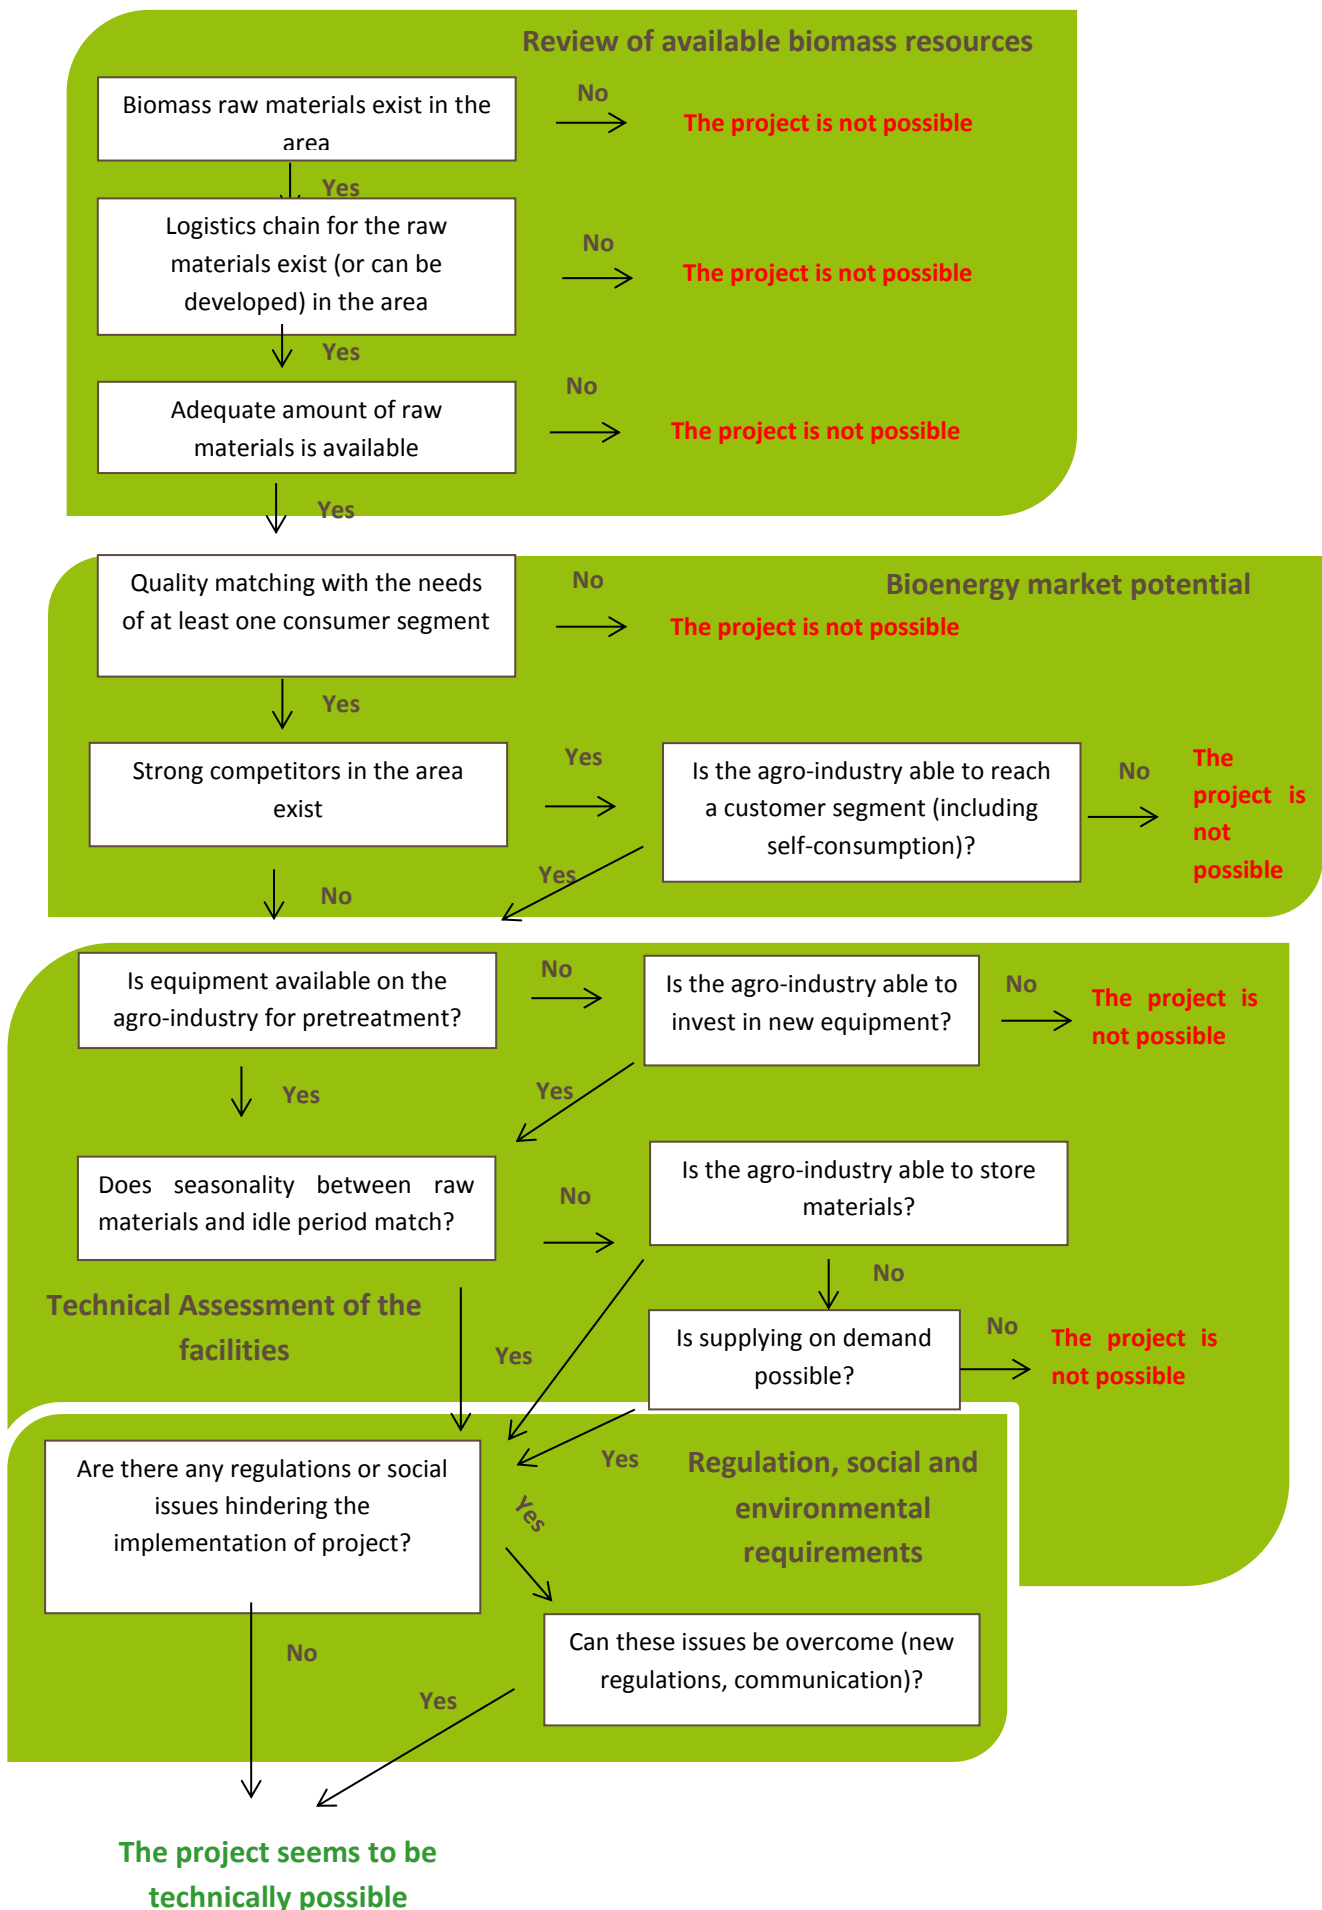 Review of available biomass resources
Biomass raw materials exist in the
area
No
The project is not possible
Yes
Logistics chain for the raw
materials exist (or can be
developed) in the area
No
The project is not possible
Yes
Adequate amount of raw
materials is available
No
The project is not possible
Yes
Bioenergy market potential
Quality matching with the needs
of at least one consumer segment
No
The project is not possible
Yes
Strong competitors in the area
exist
Yes
Is the agro-industry able to reach
a customer segment (including
self-consumption)?
No
The
project is
not
possible
Yes
No
Is equipment available on the
agro-industry for pretreatment?
No
Is the agro-industry able to
invest in new equipment?
No
The project is
not possible
Yes
Yes
Does seasonality between raw
materials and idle period match?
No
Is the agro-industry able to store
materials?
No
Technical Assessment of the
facilities
Yes
Is supplying on demand
possible?
No
The project is
not possible
Yes
Regulation, social and
environmental
requirements
Are there any regulations or social
issues hindering the
implementation of project?
Yes
No
Can these issues be overcome (new
regulations, communication)?
Yes
The project seems to be
technically possible